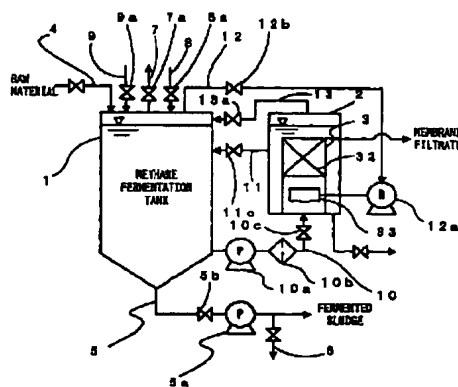 9a 7a 8a
9 7 8 12 12b
4
RAW MATERIAL
13a 13 2
3
MEMBRANE FILTRATE
32
1
METHANE FERMENTATION TANK
11
11a
33
B
12a
10c
P
10a
10b
10
5b
P
FERMENTED SLUDGE
5
5a
6